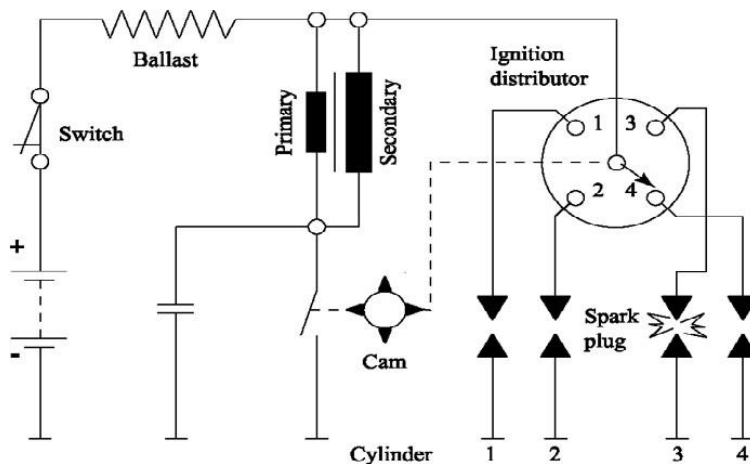 Ballast
Ignition
distributor
Switch
Primary
Secondary
1
3
2
4
+
-
Spark
plug
Cam
Cylinder
1
2
3
4